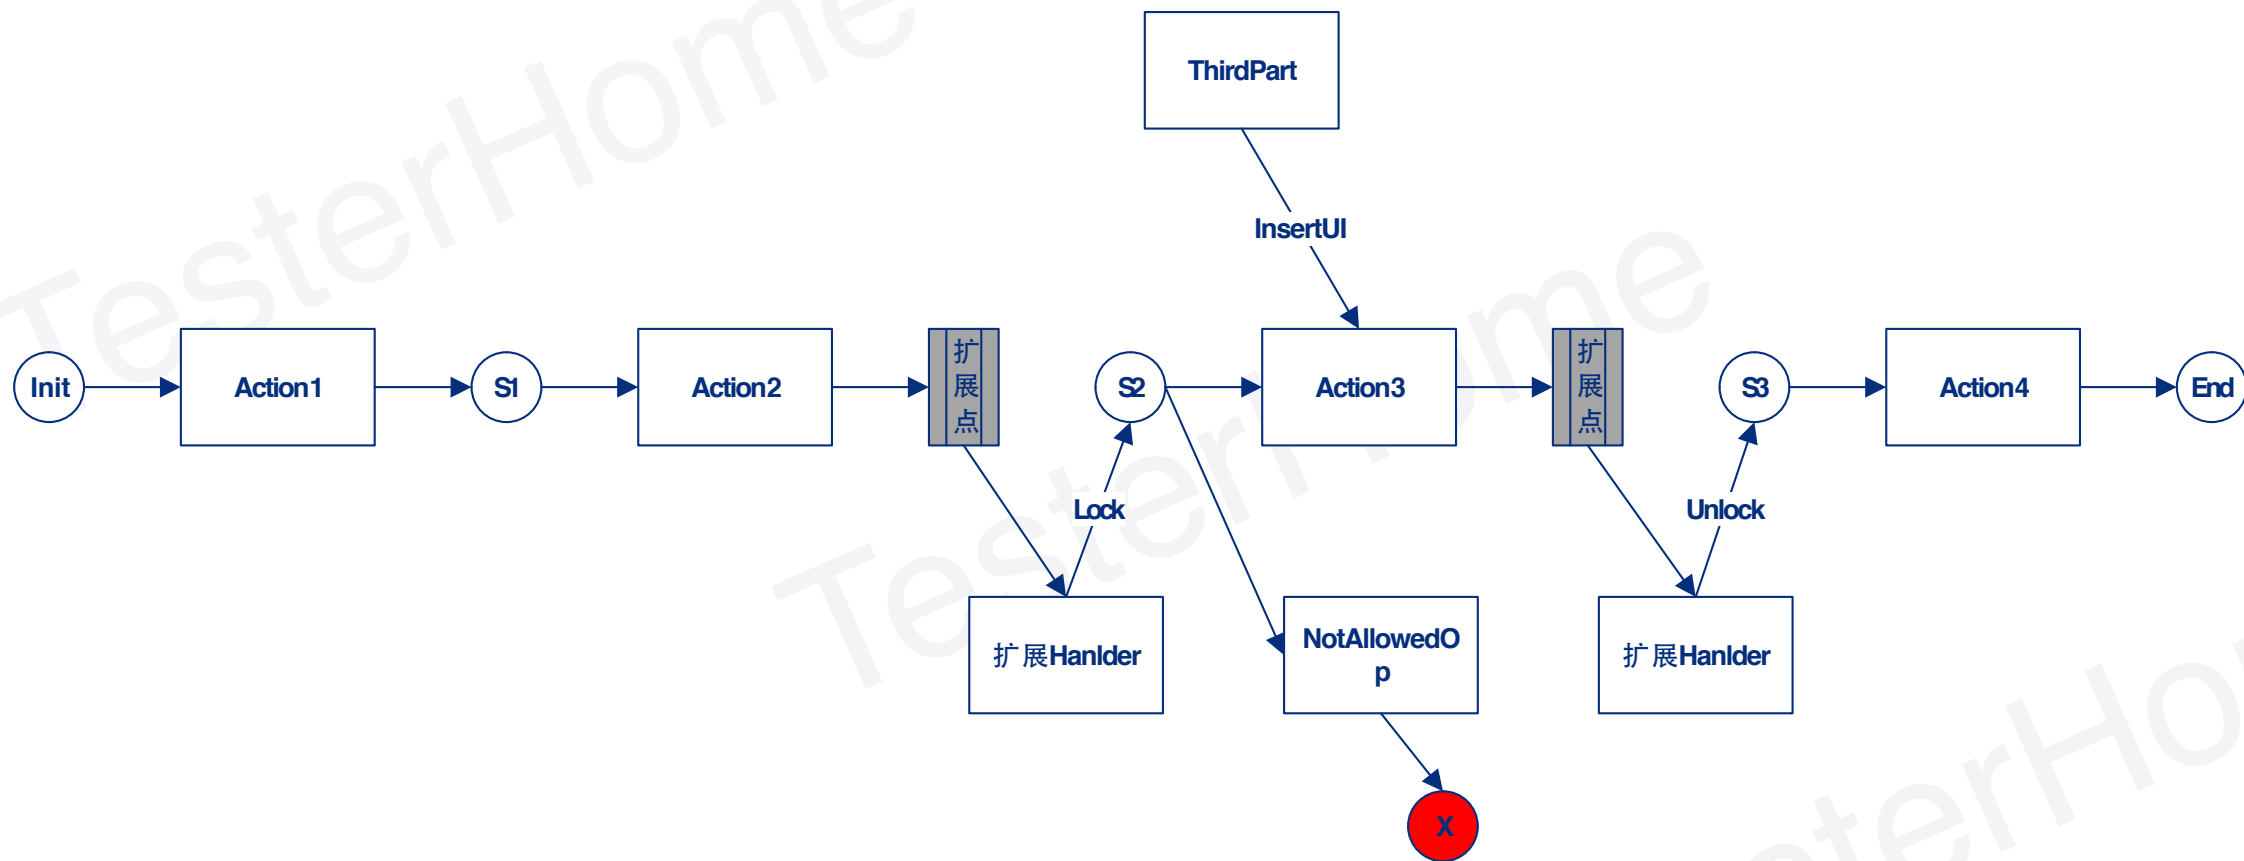 ThirdPart
InsertUI
Init
Action1
S1
Action2
扩
展
点
S2
Action3
扩
展
点
S3
Action4
End
Lock
Unlock
扩展Hanlder
NotAllowedO
p
扩展Hanlder
X
TesterHome
TesterHome
TesterHo